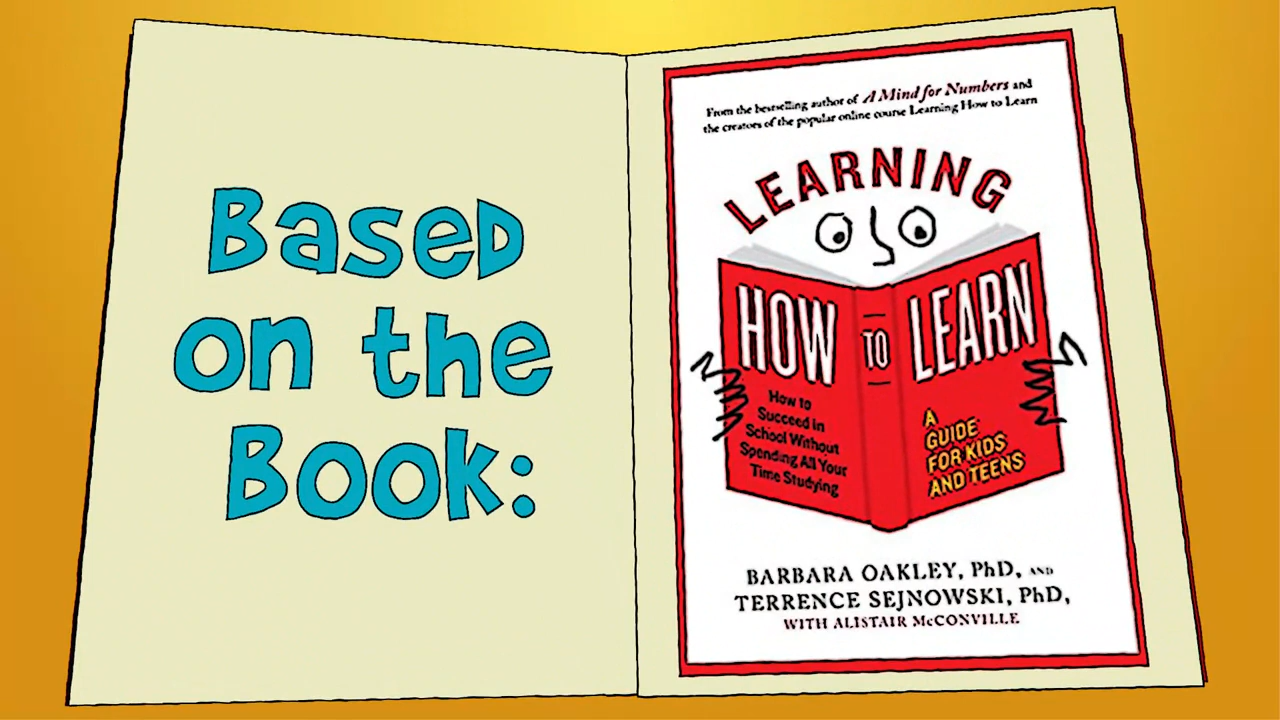 Based
on the
Book:
From the bestselling author of A Mind for Numbers and
the creators of the popular online course Learning How to Learn
LEARNING
HOW TO LEARN
How to
Succeed in
School Without
Spending All Your
Time Studying
A
GUIDE
FOR KIDS
AND TEENS
BARBARA OAKLEY, PhD, AND
TERRENCE SEJNOWSKI, PhD,
WITH ALISTAIR McCONVILLE